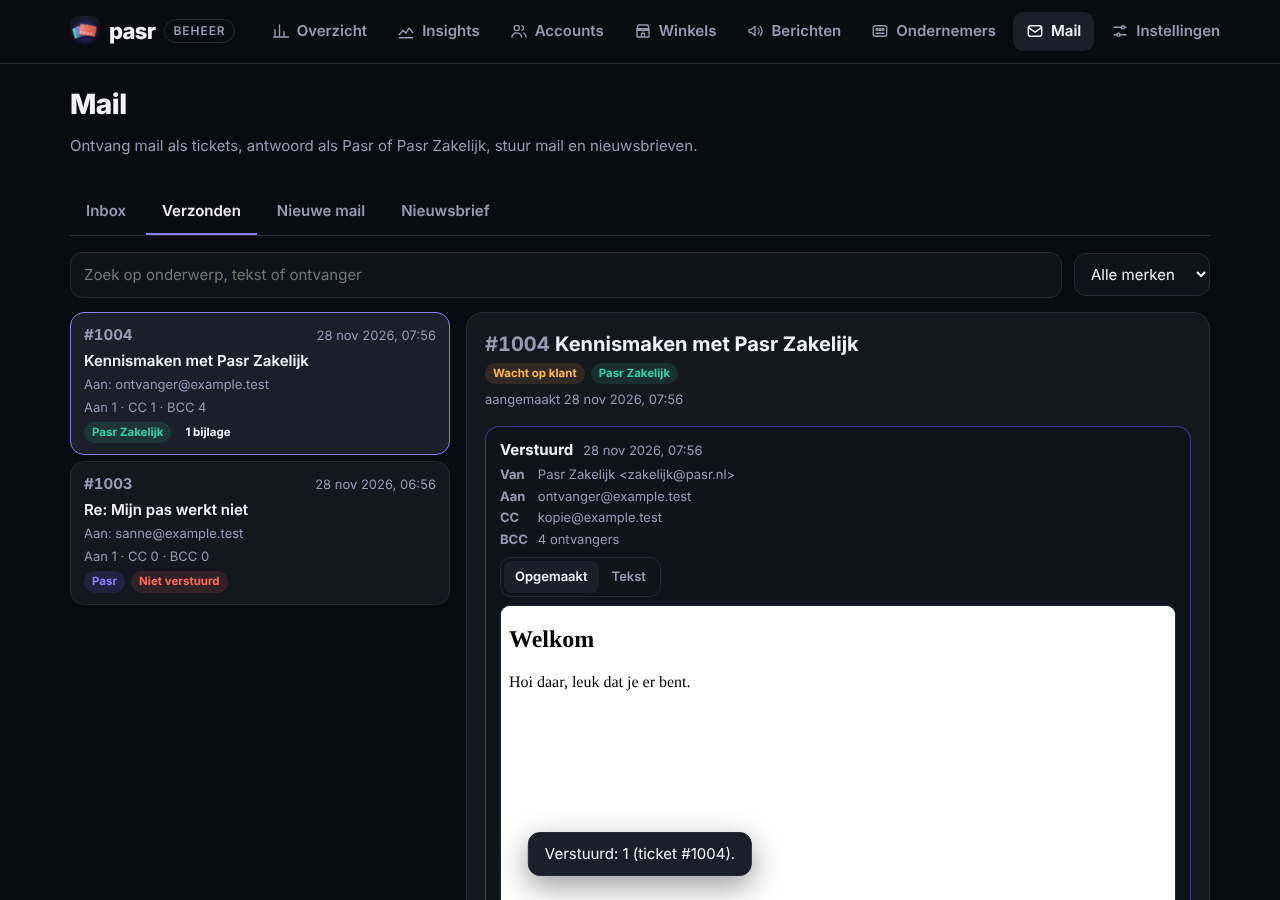 pasr BEHEER Overzicht Insights Accounts Winkels Berichten Ondernemers Mail Instellingen
Mail
Ontvang mail als tickets, antwoord als Pasr of Pasr Zakelijk, stuur mail en nieuwsbrieven.
Inbox Verzonden Nieuwe mail Nieuwsbrief
Zoek op onderwerp, tekst of ontvanger Alle merken
#1004 28 nov 2026, 07:56
Kennismaken met Pasr Zakelijk
Aan: ontvanger@example.test
Aan 1 · CC 1 · BCC 4
Pasr Zakelijk 1 bijlage
#1003 28 nov 2026, 06:56
Re: Mijn pas werkt niet
Aan: sanne@example.test
Aan 1 · CC 0 · BCC 0
Pasr Niet verstuurd
#1004 Kennismaken met Pasr Zakelijk
Wacht op klant Pasr Zakelijk
aangemaakt 28 nov 2026, 07:56
Verstuurd 28 nov 2026, 07:56
Van Pasr Zakelijk <zakelijk@pasr.nl>
Aan ontvanger@example.test
CC kopie@example.test
BCC 4 ontvangers
Opgemaakt Tekst
Welkom
Hoi daar, leuk dat je er bent.
Verstuurd: 1 (ticket #1004).